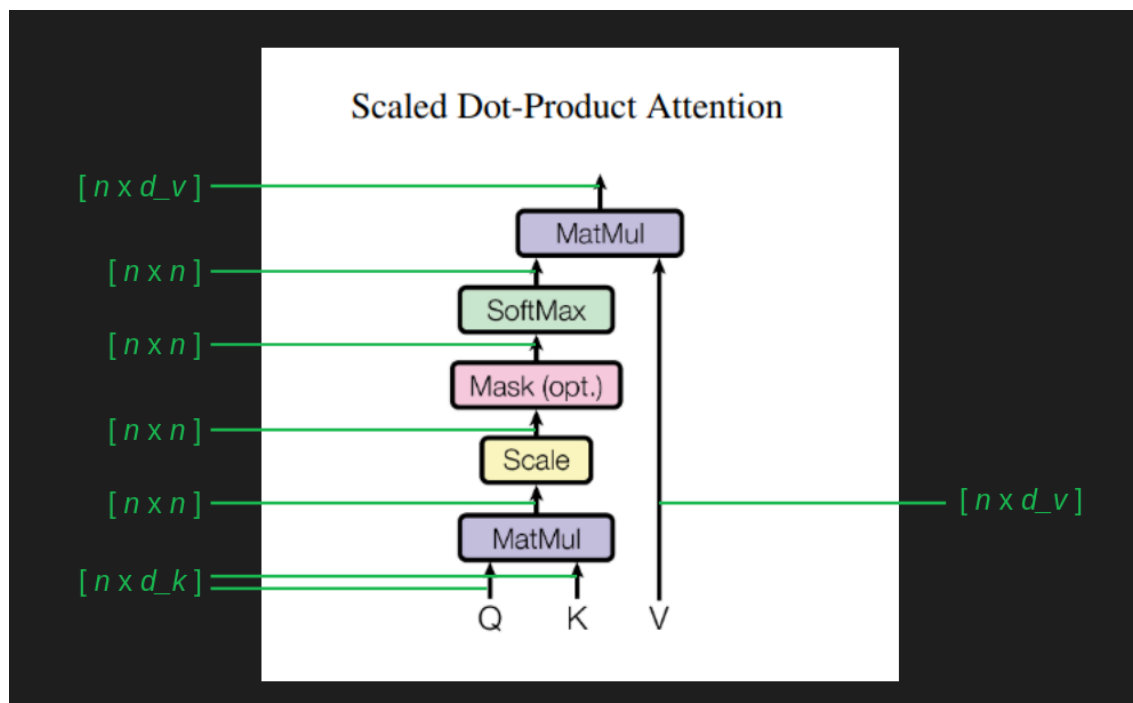 Scaled Dot-Product Attention
[ n x d_v ]
MatMul
[ n x n ]
SoftMax
[ n x n ]
Mask (opt.)
[ n x n ]
Scale
[ n x n ]
[ n x d_v ]
MatMul
[ n x d_k ]
Q K V